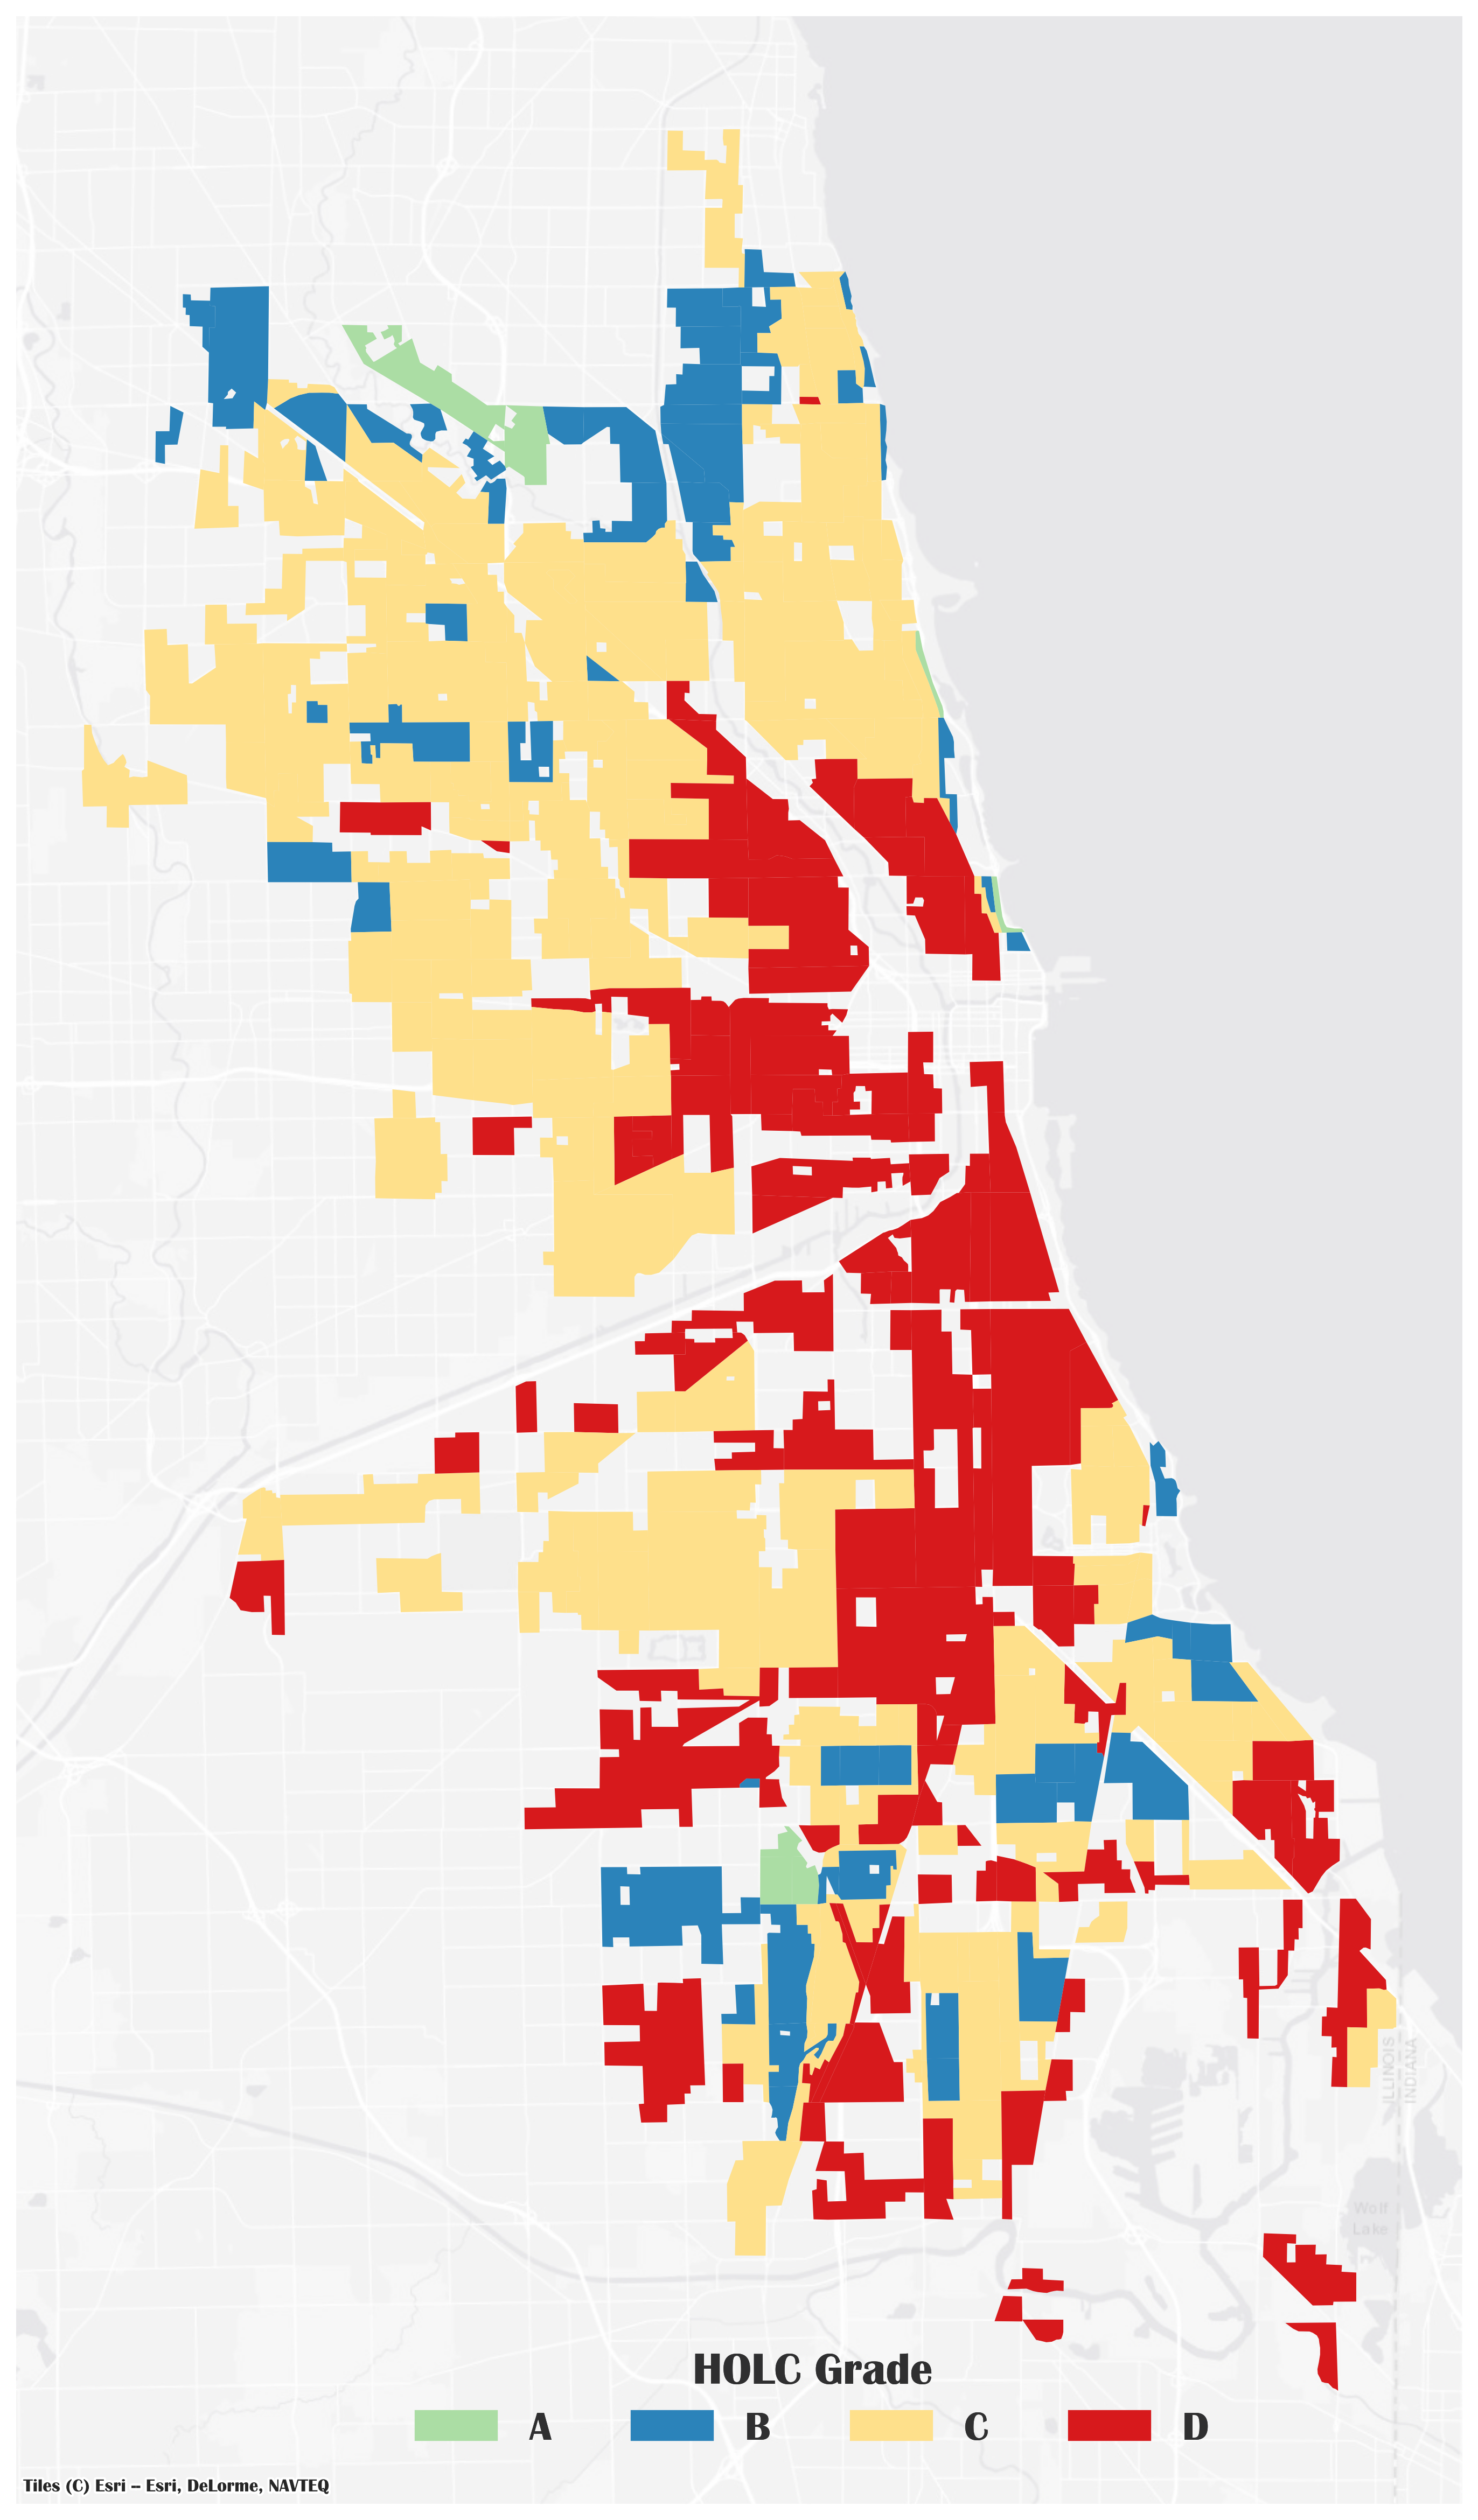 ILLINOIS
INDIANA
Wolf
Lake
HOLC Grade
A B C D
Tiles (C) Esri -- Esri, DeLorme, NAVTEQ